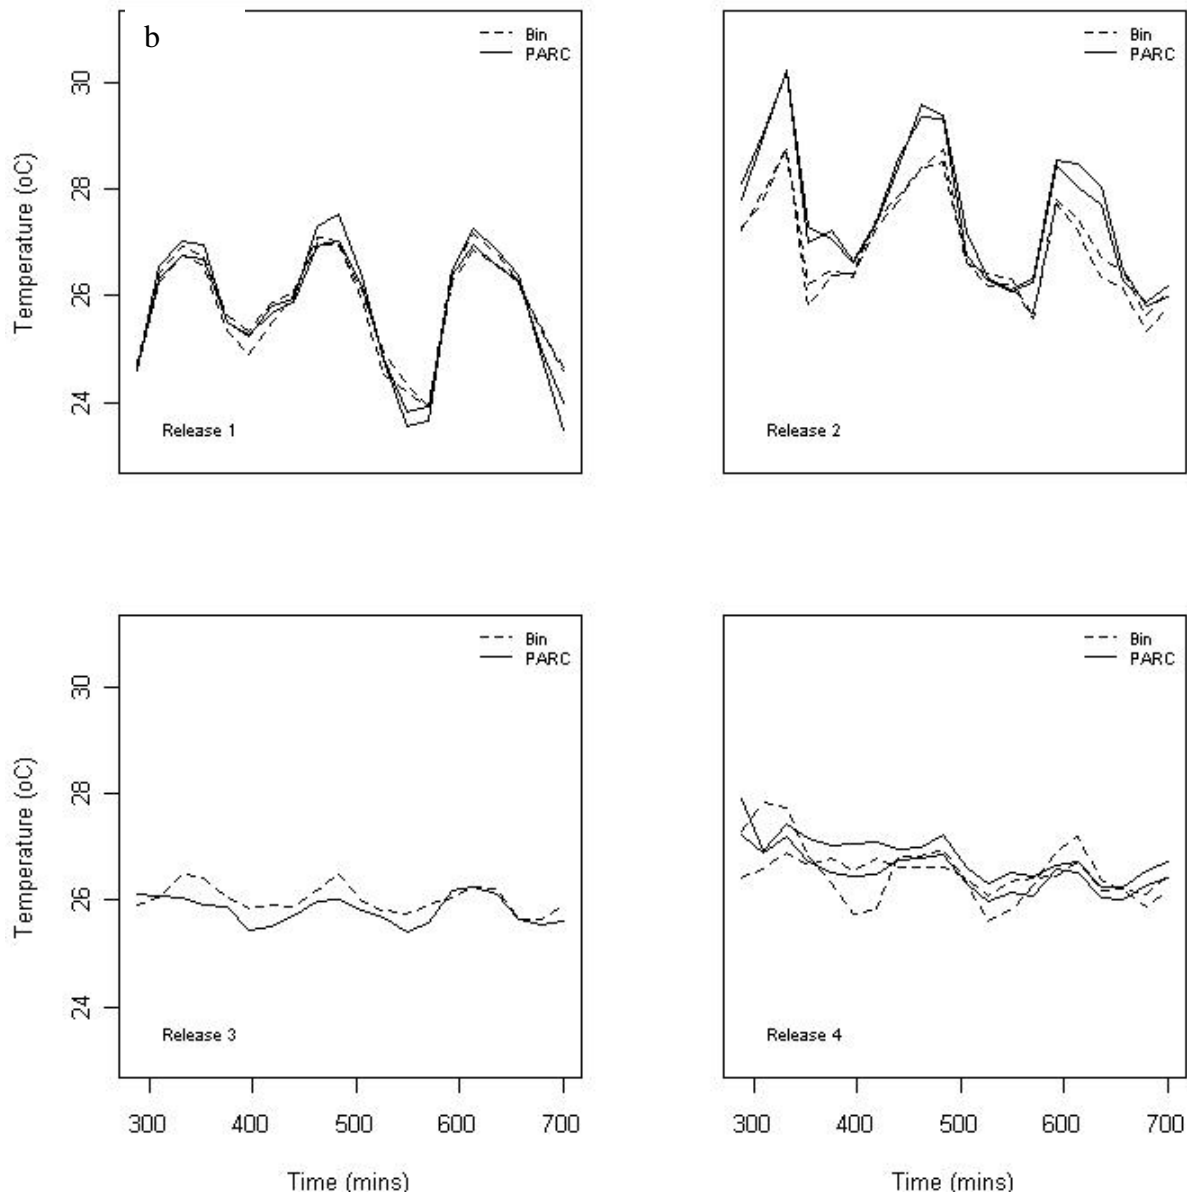 b
Bin
PARC
Temperature (oC)
30
28
26
24
Release 1
Bin
PARC
Release 2
Bin
PARC
Temperature (oC)
30
28
26
24
Release 3
300 400 500 600 700
Time (mins)
Bin
PARC
Release 4
300 400 500 600 700
Time (mins)